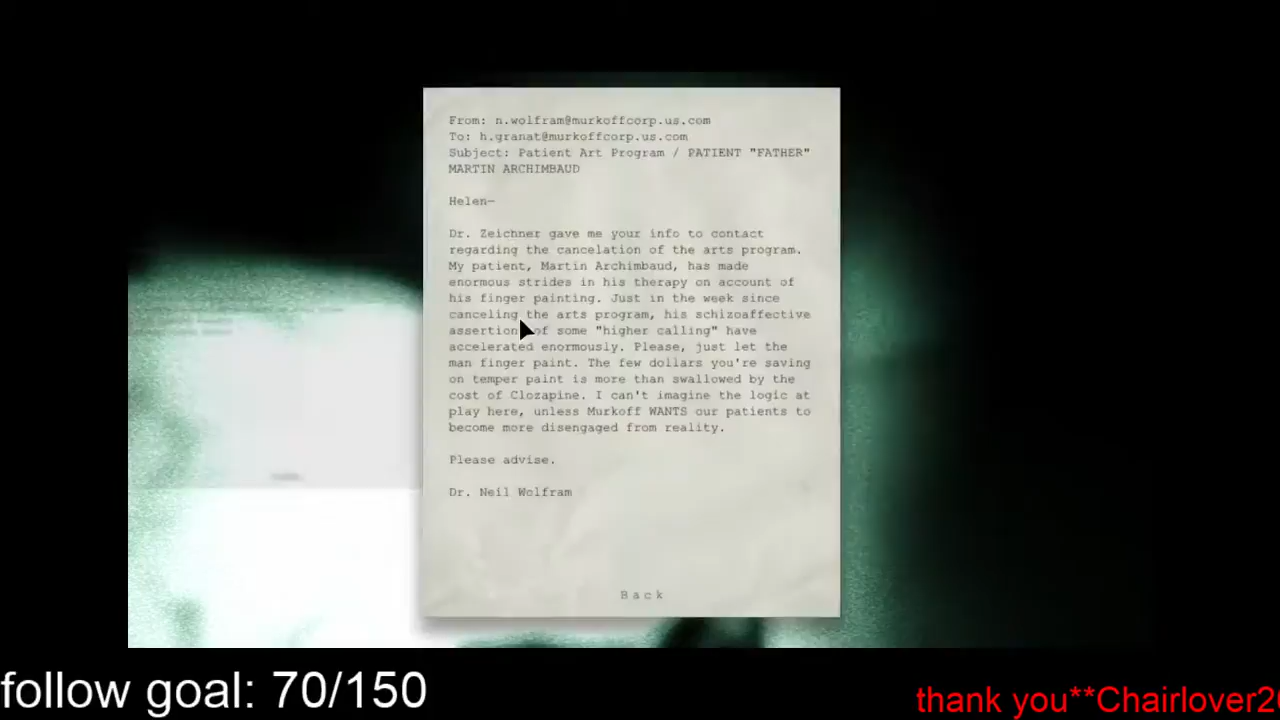 From: n.wolfram@murkoffcorp.us.com
To: h.granat@murkoffcorp.us.com
Subject: Patient Art Program / PATIENT "FATHER"
MARTIN ARCHIMBAUD
Helen—
Dr. Zeichner gave me your info to contact
regarding the cancelation of the arts program.
My patient, Martin Archimbaud, has made
enormous strides in his therapy on account of
his finger painting. Just in the week since
canceling the arts program, his schizoaffective
assertions of some "higher calling" have
accelerated enormously. Please, just let the
man finger paint. The few dollars you're saving
on temper paint is more than swallowed by the
cost of Clozapine. I can't imagine the logic at
play here, unless Murkoff WANTS our patients to
become more disengaged from reality.
Please advise.
Dr. Neil Wolfram
Back
follow goal: 70/150
thank you**Chairlover2